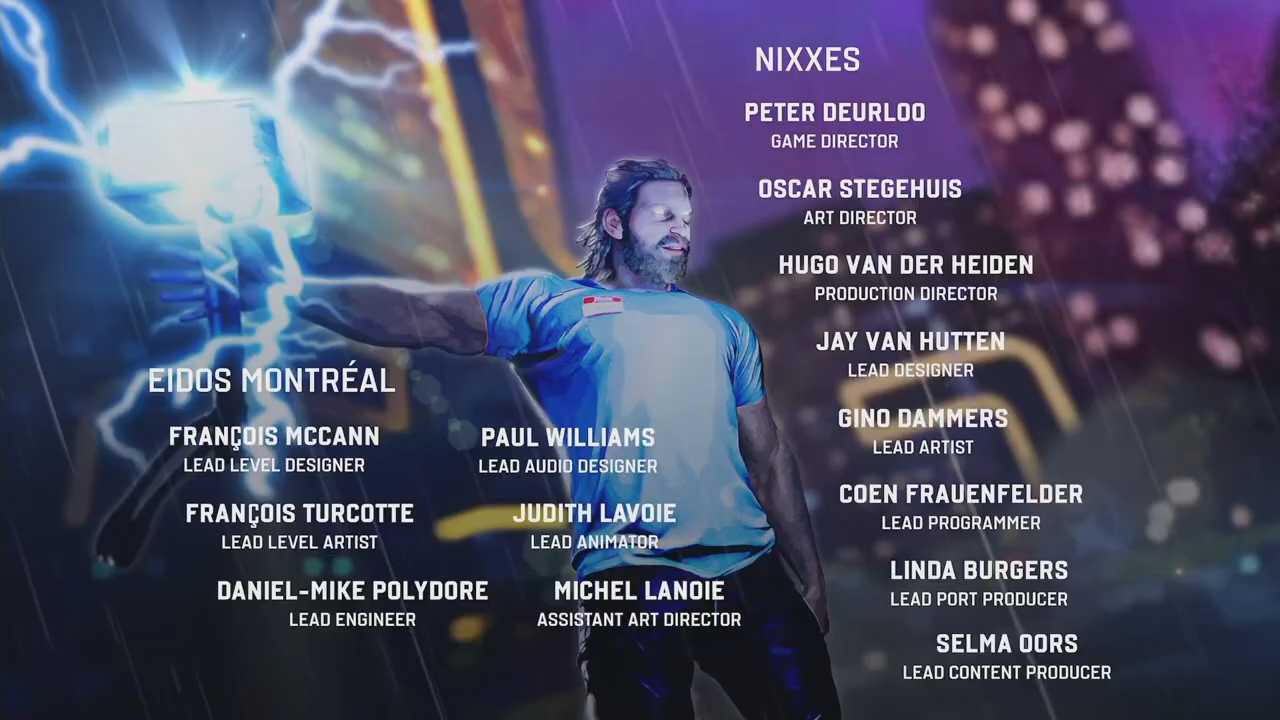 NIXXES
PETER DEURLOO
GAME DIRECTOR
OSCAR STEGEHUIS
ART DIRECTOR
HUGO VAN DER HEIDEN
PRODUCTION DIRECTOR
JAY VAN HUTTEN
LEAD DESIGNER
GINO DAMMERS
LEAD ARTIST
COEN FRAUENFELDER
LEAD PROGRAMMER
LINDA BURGERS
LEAD PORT PRODUCER
SELMA OORS
LEAD CONTENT PRODUCER
EIDOS MONTRÉAL
FRANÇOIS MCCANN
LEAD LEVEL DESIGNER
FRANÇOIS TURCOTTE
LEAD LEVEL ARTIST
DANIEL-MIKE POLYDORE
LEAD ENGINEER
PAUL WILLIAMS
LEAD AUDIO DESIGNER
JUDITH LAVOIE
LEAD ANIMATOR
MICHEL LANOIE
ASSISTANT ART DIRECTOR